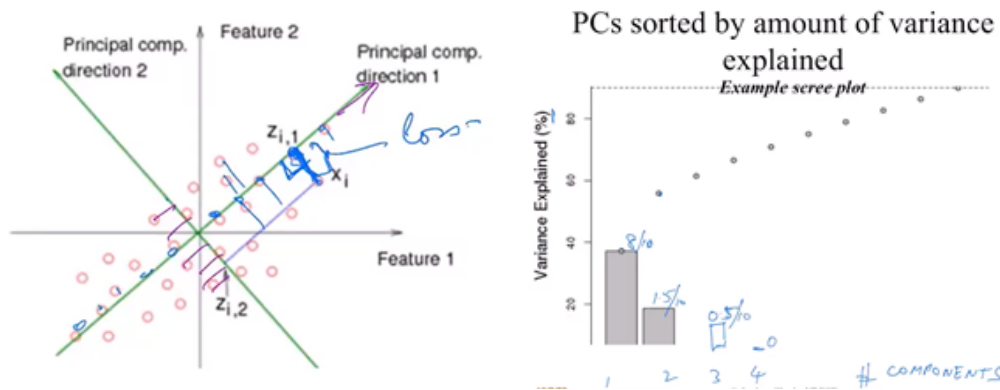 Feature 2
Principal comp.
direction 2
Principal comp.
direction 1
z i,1
loss
x i
Feature 1
z i,2
PCs sorted by amount of variance
explained
Example scree plot
Variance Explained (%)
80
60
40
20
8/10
1.5/10
0.5/10
0
1 2 3 4 # COMPONENTS